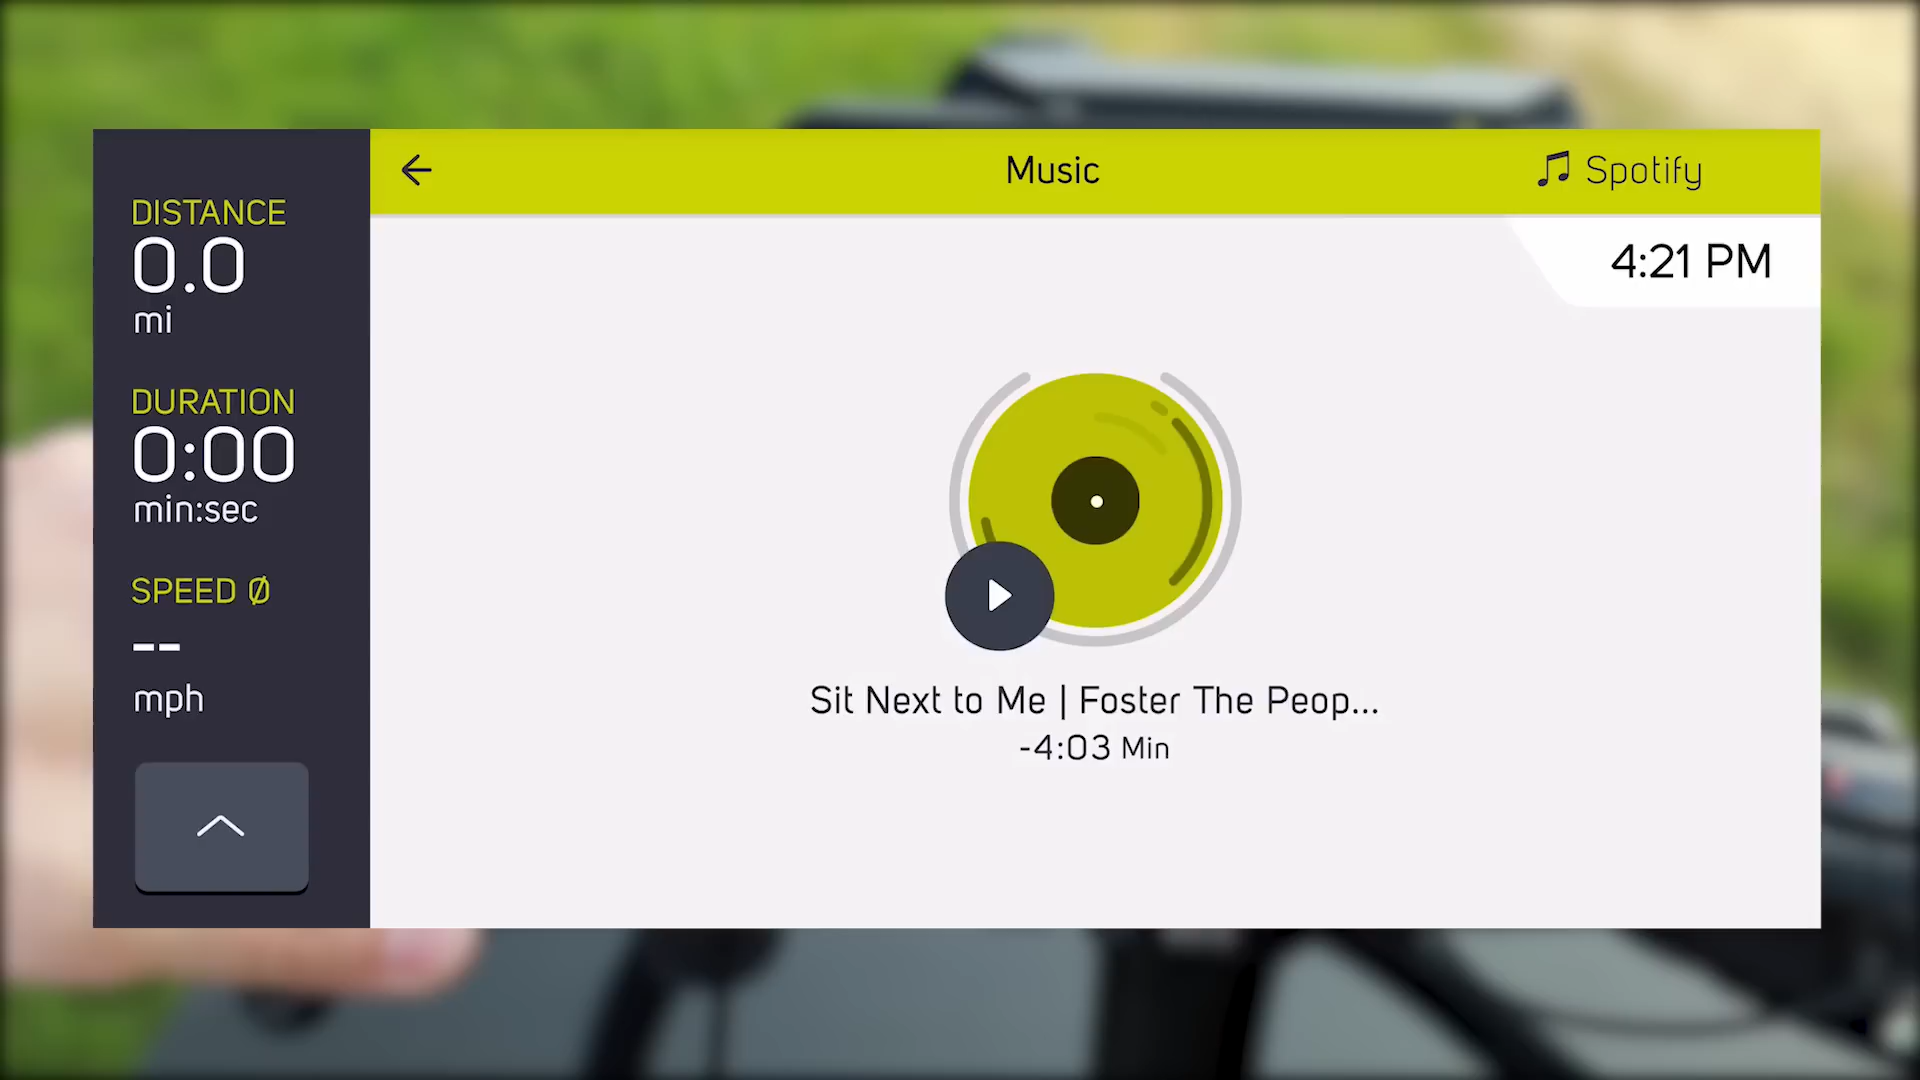 DISTANCE
0.0
mi
DURATION
0:00
min:sec
SPEED Ø
--
mph
Music
Spotify
4:21 PM
Sit Next to Me | Foster The Peop...
-4:03 Min